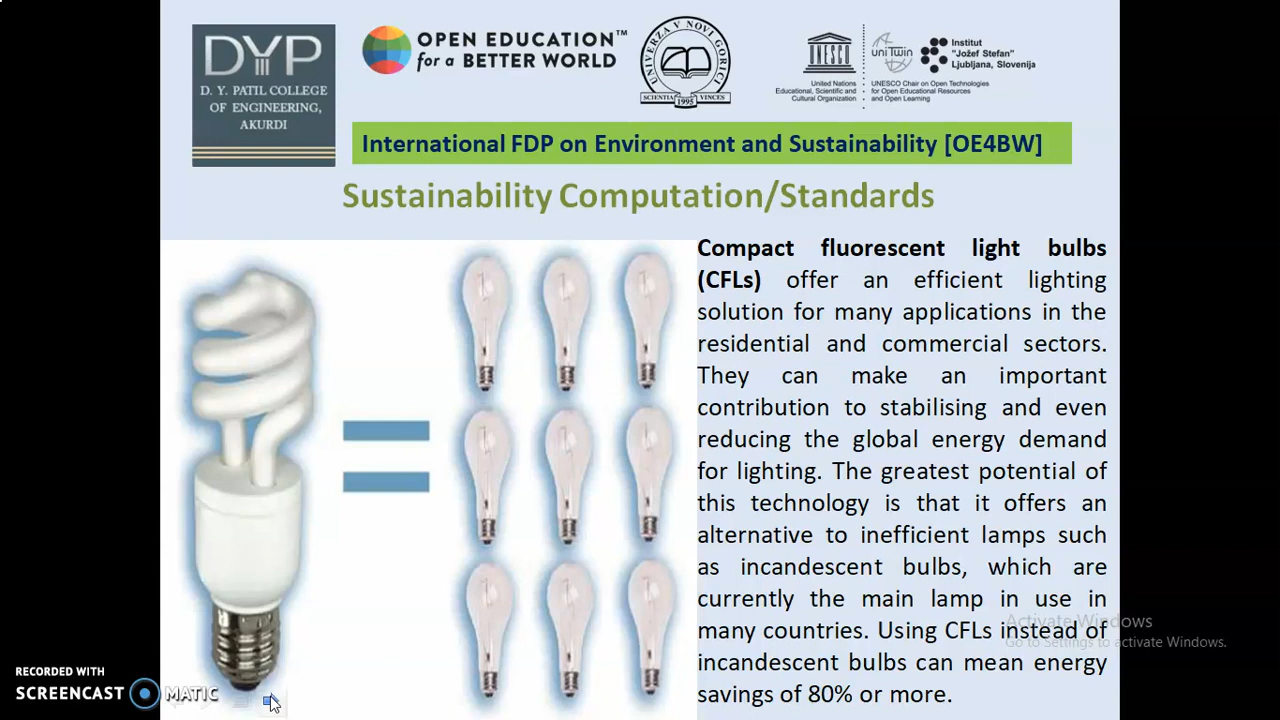 DYP
D. Y. PATIL COLLEGE
OF ENGINEERING,
AKURDI
OPEN EDUCATION™
for a BETTER WORLD
UNIVERZA V NOVI GORICI
SCIENTIA VINCES
1995
UNESCO
United Nations
Educational, Scientific and
Cultural Organization
uniTwin
Institut
"Jožef Stefan"
Ljubljana, Slovenija
UNESCO Chair on Open Technologies
for Open Educational Resources
and Open Learning
International FDP on Environment and Sustainability [OE4BW]
Sustainability Computation/Standards
Compact fluorescent light bulbs
(CFLs) offer an efficient lighting
solution for many applications in the
residential and commercial sectors.
They can make an important
contribution to stabilising and even
reducing the global energy demand
for lighting. The greatest potential of
this technology is that it offers an
alternative to inefficient lamps such
as incandescent bulbs, which are
currently the main lamp in use in
many countries. Using CFLs instead of
incandescent bulbs can mean energy
savings of 80% or more.
Activate Windows
Go to Settings to activate Windows.
RECORDED WITH
SCREENCAST MATIC